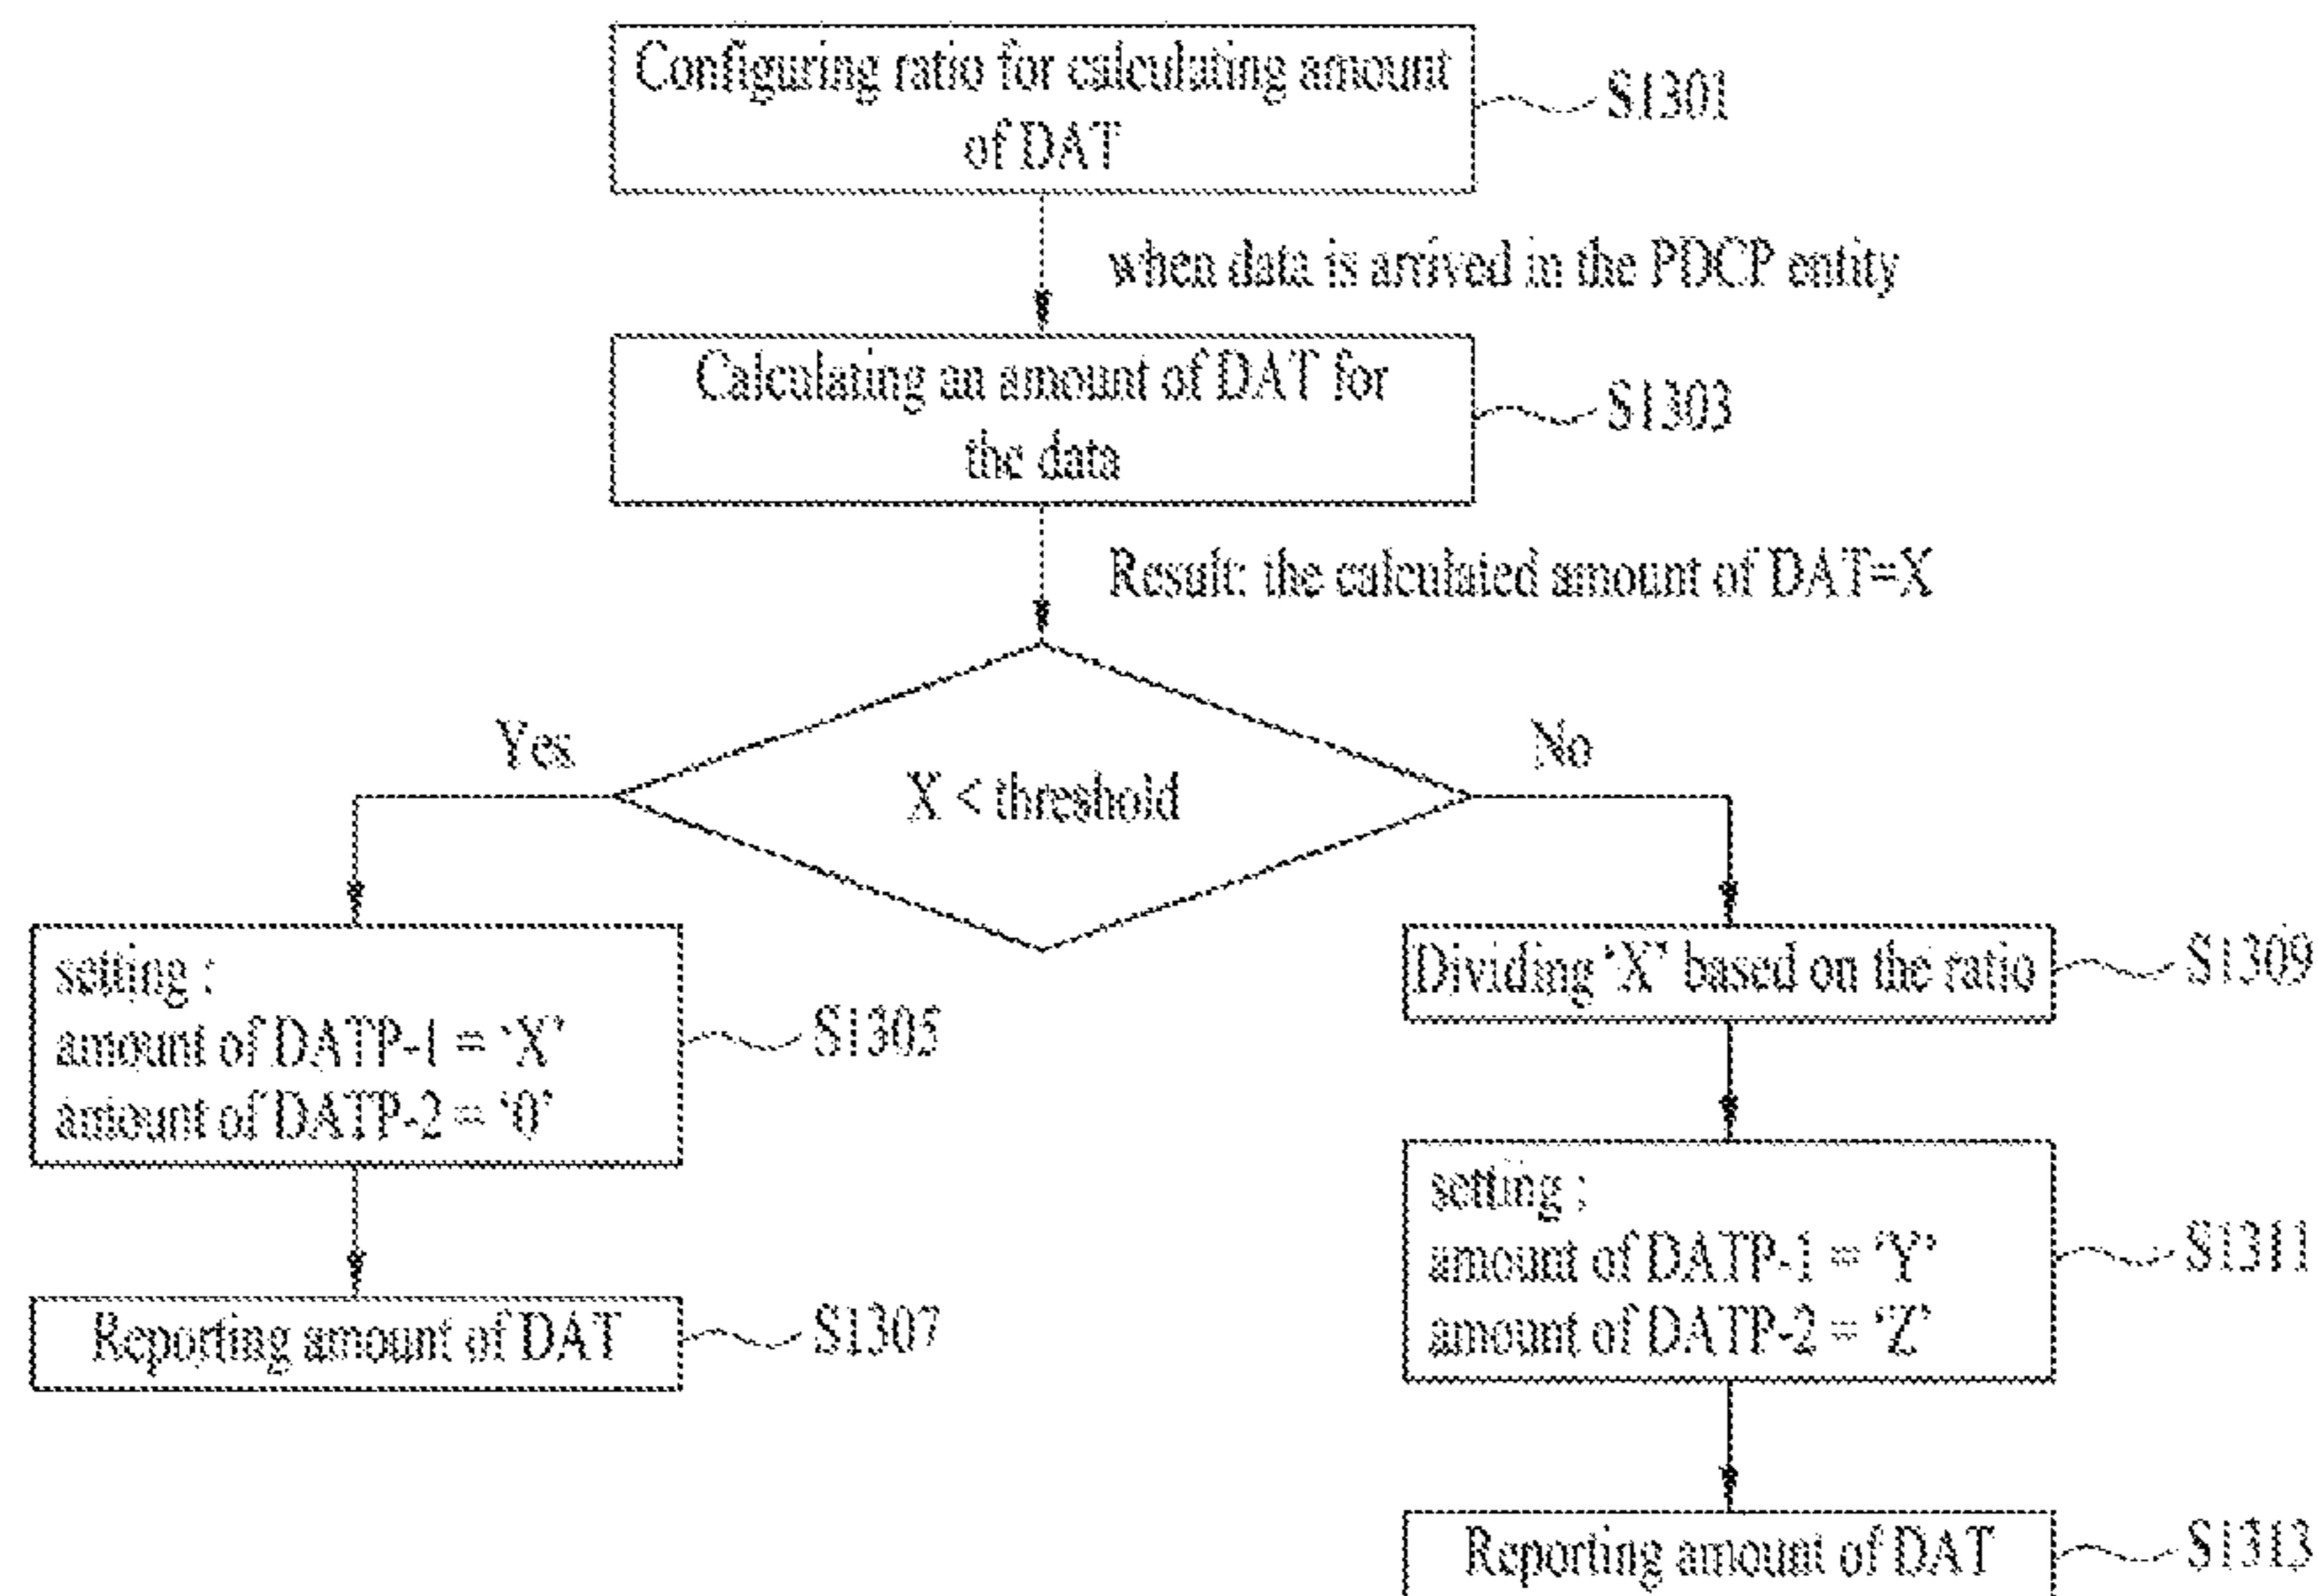 Configuring ratio for calculating amount
of DAT
S1301
when data is arrived in the PDCP entity
Calculating an amount of DAT for
the data
S1303
Result: the calculated amount of DAT=X
Yes
No
X < threshold
setting ;
amount of DATP-1 = ‘X’
amount of DATP-2 = ‘0’
S1305
Dividing ‘X’ based on the ratio
S1309
setting ;
amount of DATP-1 = ‘Y’
amount of DATP-2 = ‘Z’
S1311
Reporting amount of DAT
S1307
Reporting amount of DAT
S1313